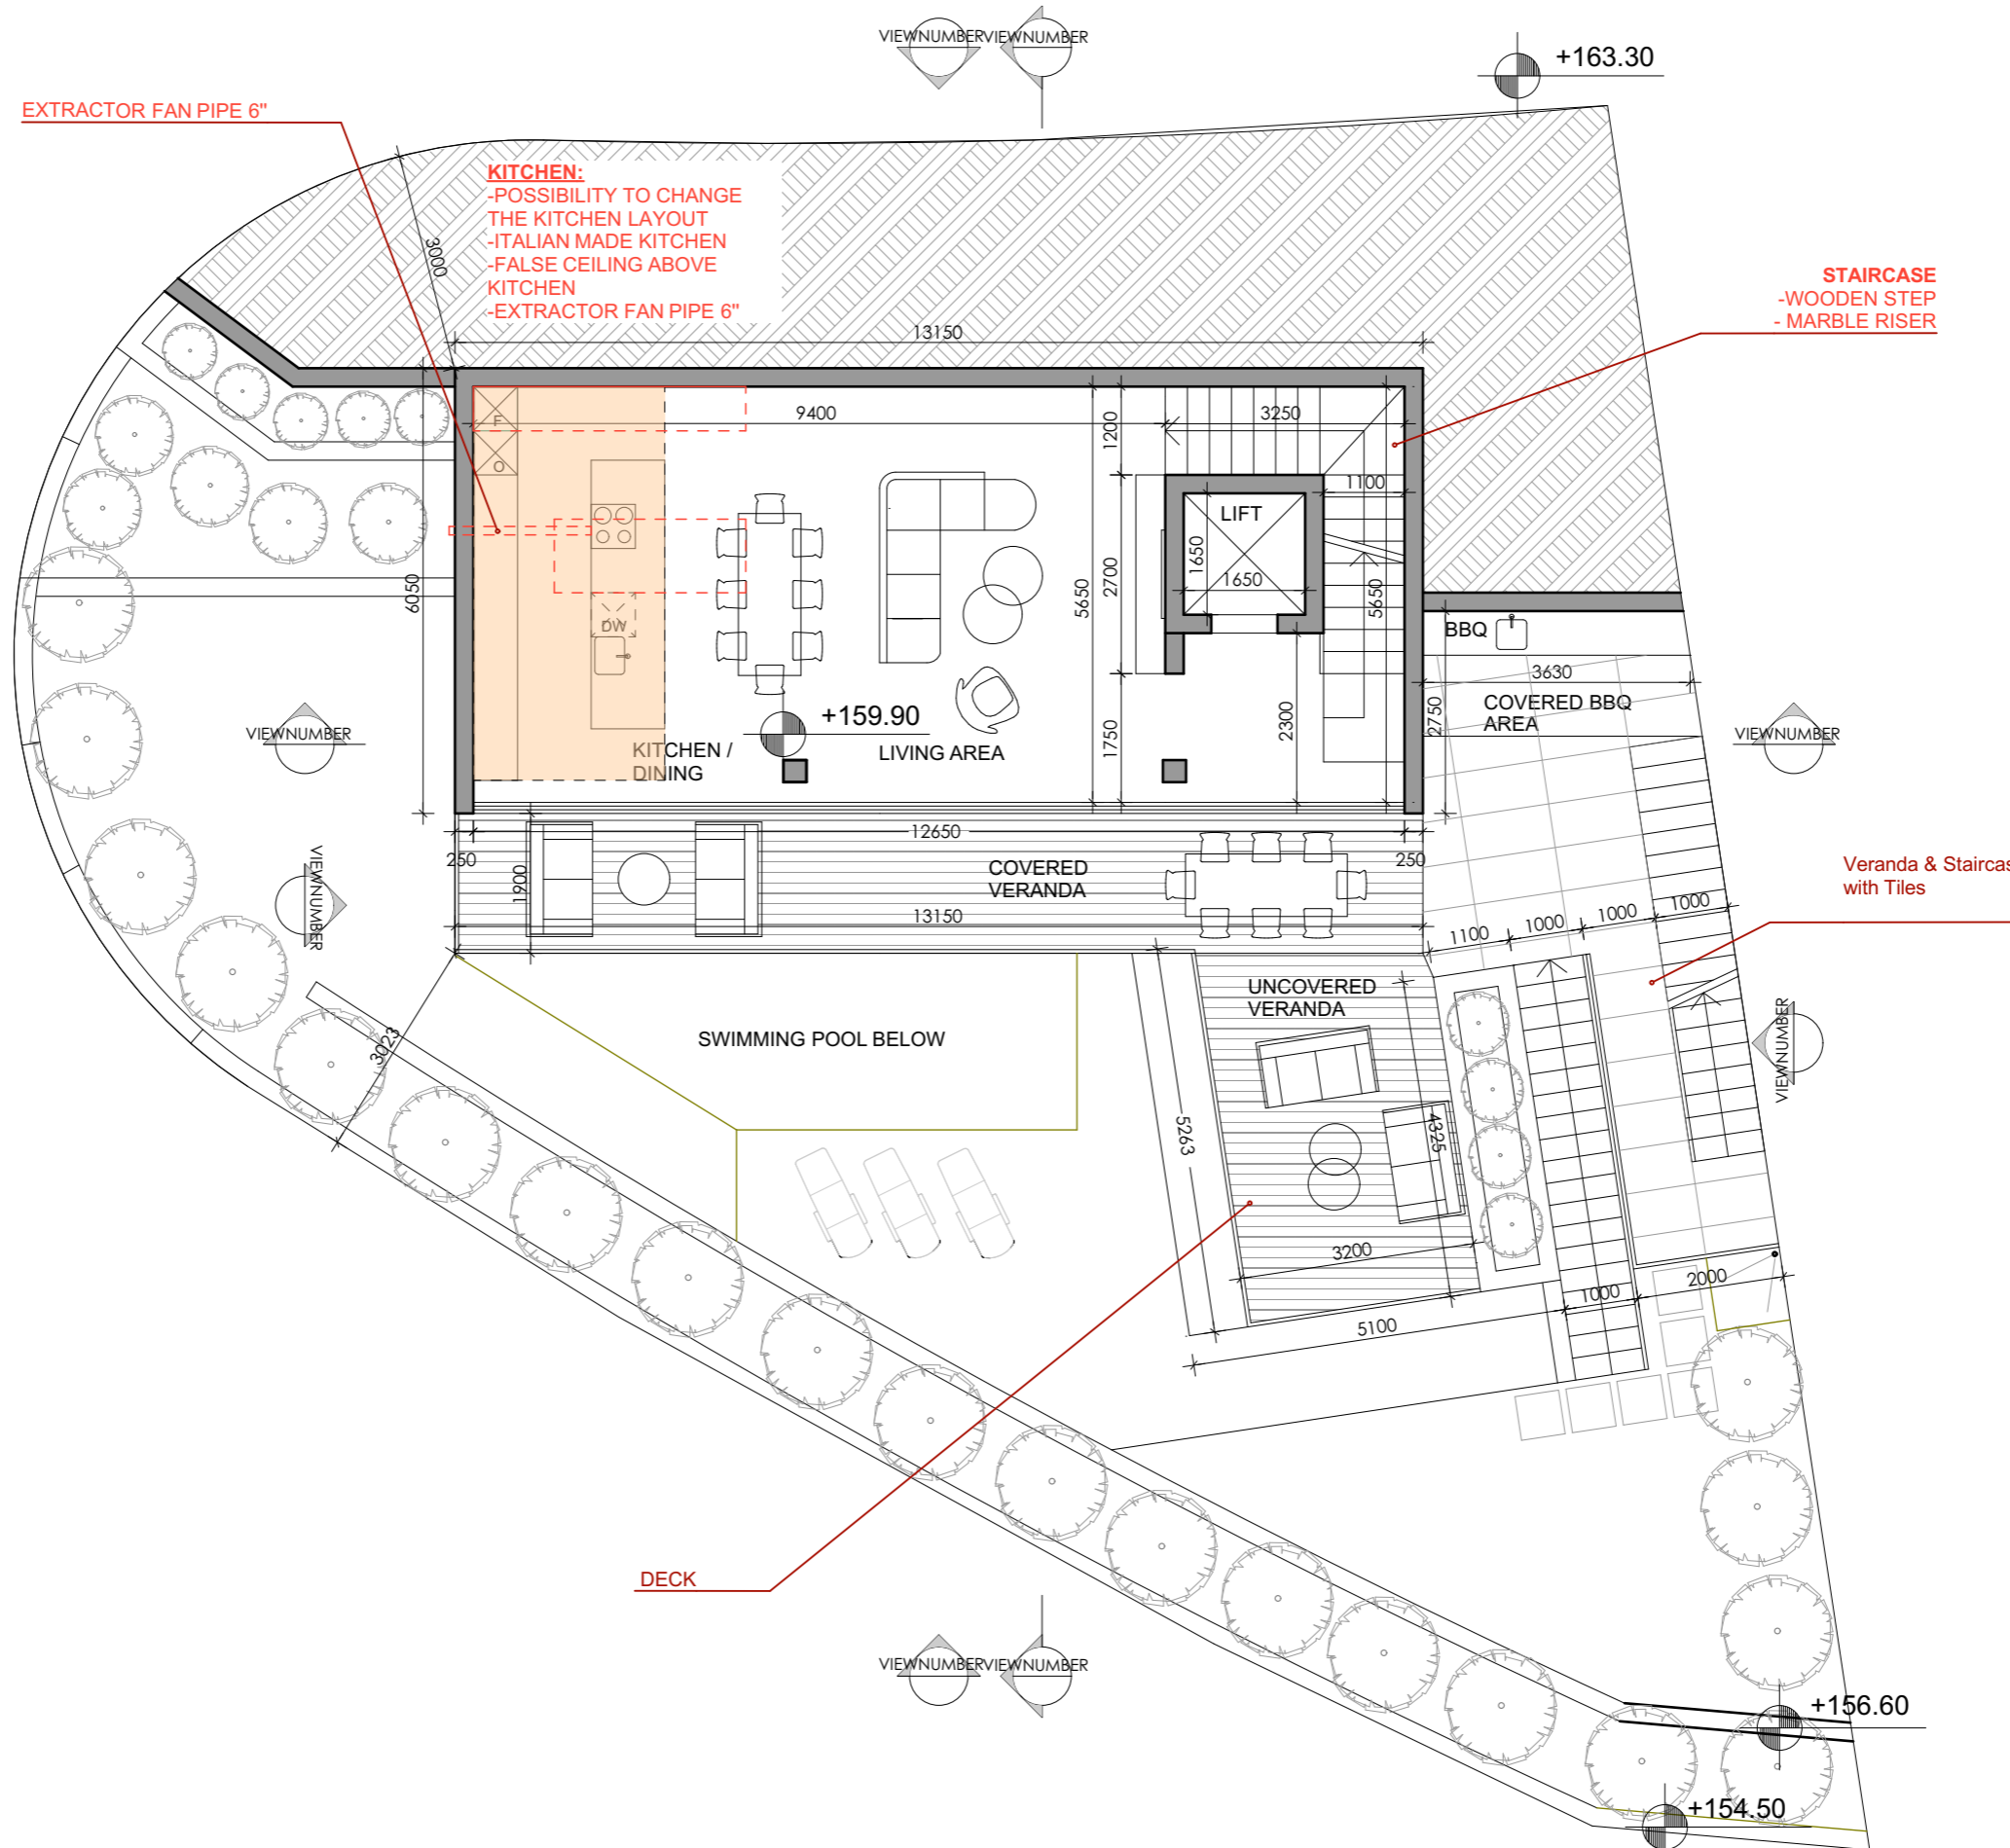 VIEWNUMBER
VIEWNUMBER
+163.30
EXTRACTOR FAN PIPE 6"
KITCHEN:
-POSSIBILITY TO CHANGE
THE KITCHEN LAYOUT
-ITALIAN MADE KITCHEN
-FALSE CEILING ABOVE
KITCHEN
-EXTRACTOR FAN PIPE 6"
3000
STAIRCASE
-WOODEN STEP
- MARBLE RISER
13150
9400
3250
1200
F
O
1100
LIFT
1650
1650
2700
5650
5650
6050
DW
BBQ
3630
COVERED BBQ
AREA
2750
VIEWNUMBER
+159.90
KITCHEN /
DINING
LIVING AREA
1750
2300
VIEWNUMBER
12650
250
250
1900
COVERED
VERANDA
13150
VIEWNUMBER
Veranda & Staircas
with Tiles
1100
1000
1000
1000
UNCOVERED
VERANDA
SWIMMING POOL BELOW
3023
VIEWNUMBER
5263
4325
3200
1000
2000
5100
DECK
VIEWNUMBER
VIEWNUMBER
+156.60
+154.50